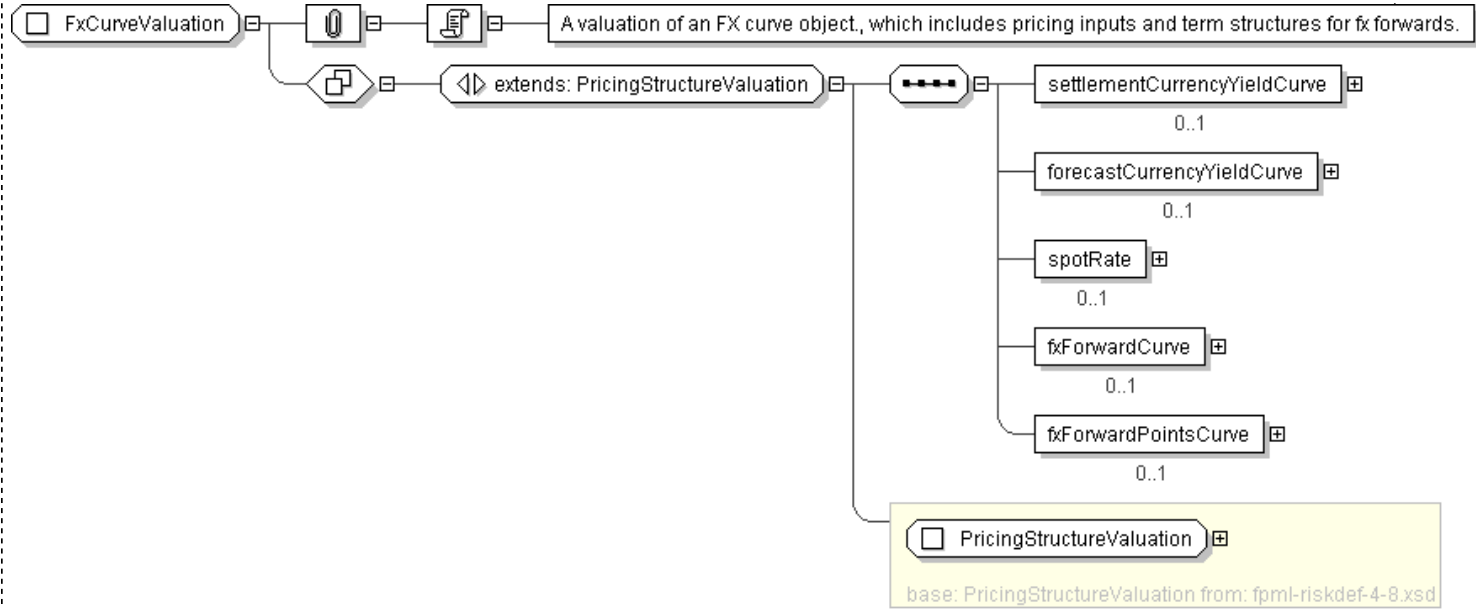 FxCurveValuation
A valuation of an FX curve object., which includes pricing inputs and term structures for fx forwards.
extends: PricingStructureValuation
settlementCurrencyYieldCurve
0..1
forecastCurrencyYieldCurve
0..1
spotRate
0..1
fxForwardCurve
0..1
fxForwardPointsCurve
0..1
PricingStructureValuation
base: PricingStructureValuation from: fpml-riskdef-4-8.xsd